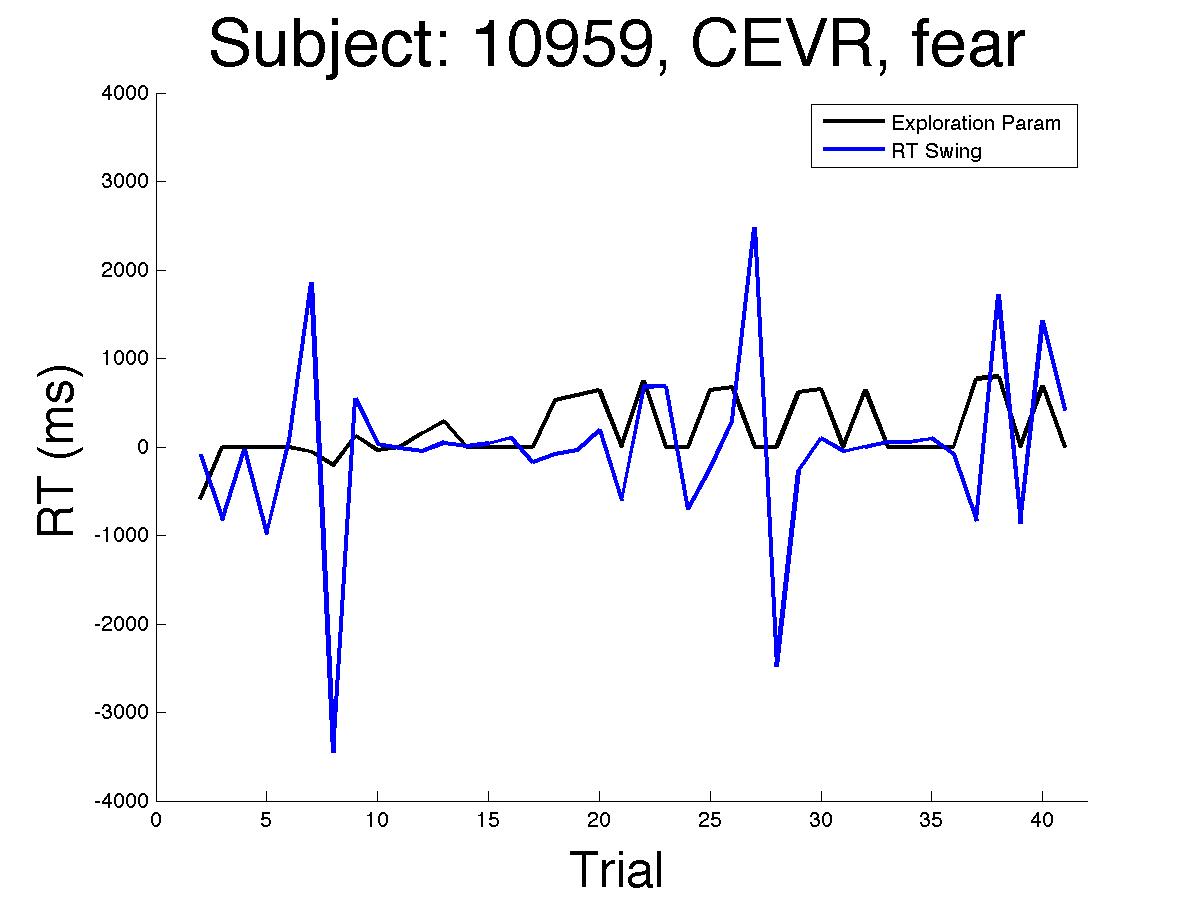 Subject: 10959, CEVR, fear
4000
3000
2000
1000
0
-1000
-2000
-3000
-4000
RT (ms)
Exploration Param
RT Swing
0 5 10 15 20 25 30 35 40
Trial